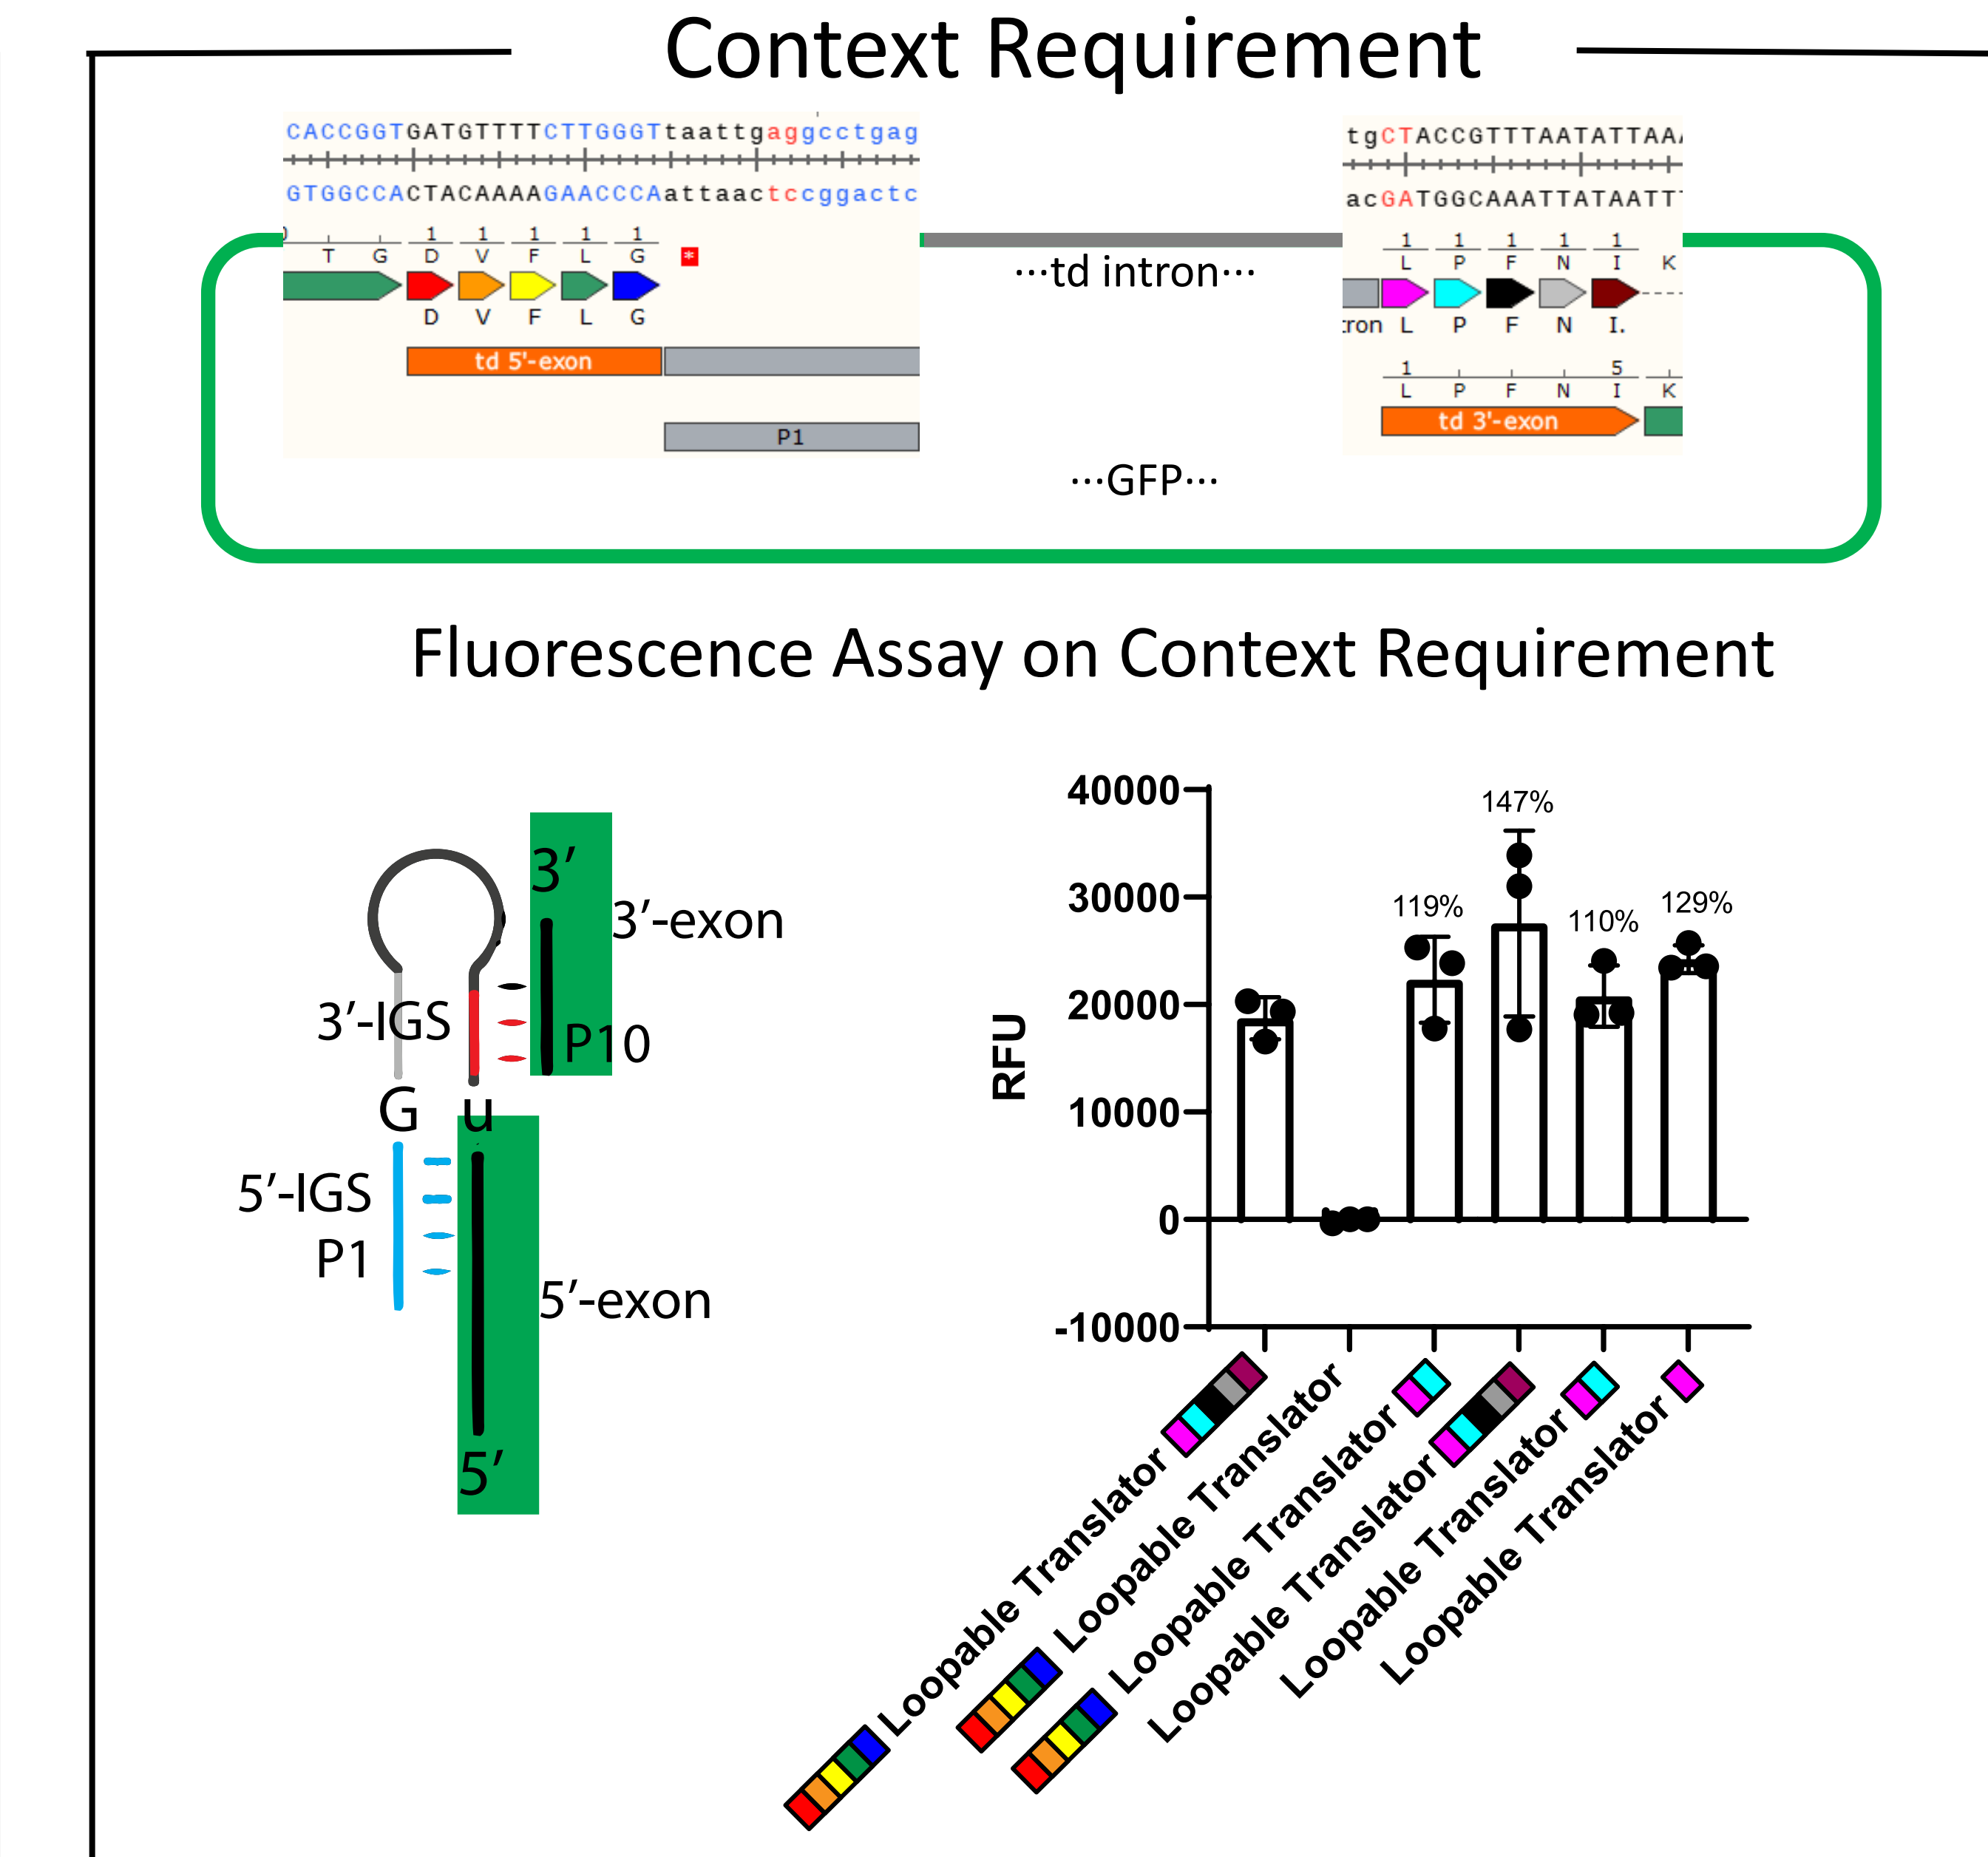 Context Requirement
CACCGGTGATGTTTTCTTGGGTtaattgaggcctgag
GTGGCCACTACAAAAGAACCCAattaactccggactc
1 1 1 1 1
T G D V F L G *
D V F L G
td 5'-exon
P1
···td intron···
tgCTACCGTTTAATATTAA
acGATGGCAAATTATAATT
1 1 1 1 1
L P F N I K
tron L P F N I.
1 5
L P F N I K
td 3'-exon
···GFP···
Fluorescence Assay on Context Requirement
3'
3'-exon
3'-IGS
P10
G u
5'-IGS
P1
5'-exon
5'
RFU
40000
30000
20000
10000
0
-10000
119%
147%
110%
129%
Loopable Translator
Loopable Translator
Loopable Translator
Loopable Translator
Loopable Translator
Loopable Translator